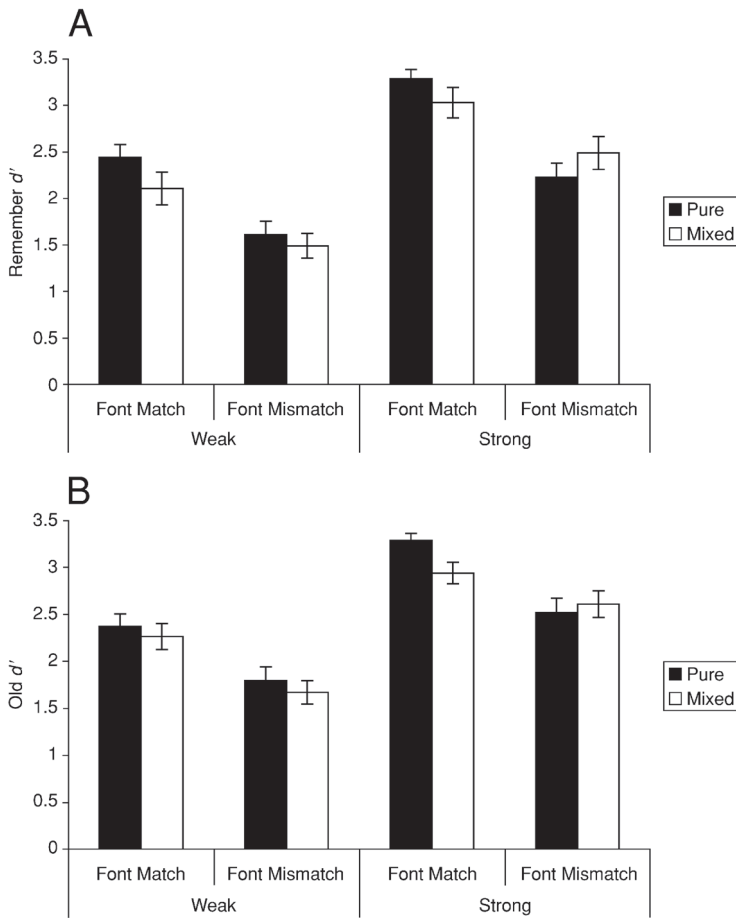 A
3.5
3
2.5
2
1.5
1
0.5
0
Remember d′
Font Match Font Mismatch Font Match Font Mismatch
Weak Strong
Pure
Mixed
B
3.5
3
2.5
2
1.5
1
0.5
0
Old d′
Font Match Font Mismatch Font Match Font Mismatch
Weak Strong
Pure
Mixed